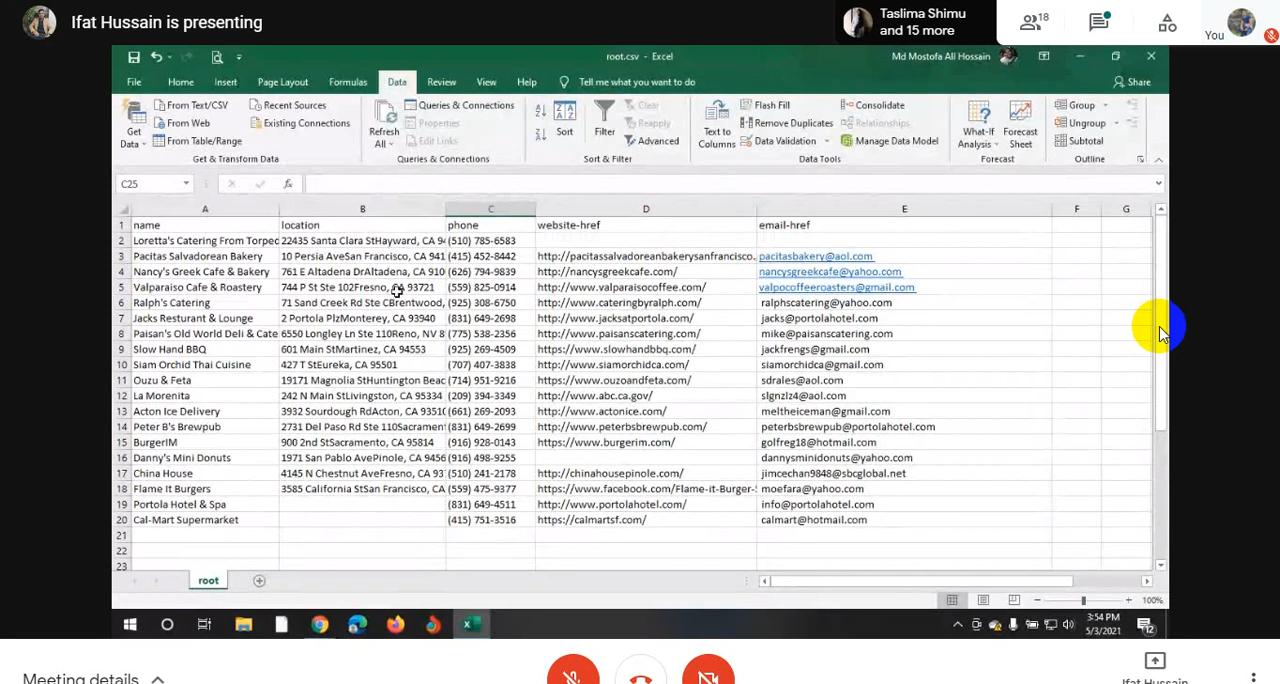 Ifat Hussain is presenting
Taslima Shimu
and 15 more
18
You
root.csv - Excel
Md Mostofa Ali Hossain
File Home Insert Page Layout Formulas Data Review View Help Tell me what you want to do Share
From Text/CSV Recent Sources
From Web Existing Connections
From Table/Range
Get
Data
Get & Transform Data
Refresh
All
Queries & Connections
Properties
Edit Links
Queries & Connections
Sort
Filter
Clear
Reapply
Advanced
Sort & Filter
Text to
Columns
Flash Fill
Remove Duplicates
Data Validation
Consolidate
Relationships
Manage Data Model
Data Tools
What-If
Analysis
Forecast
Sheet
Forecast
Group
Ungroup
Subtotal
Outline
C25
fx
A B C D E F G
1 name location phone website-href email-href
2 Loretta's Catering From Torped 22435 Santa Clara StHayward, CA 94 (510) 785-6583
3 Pacitas Salvadorean Bakery 10 Persia AveSan Francisco, CA 941 (415) 452-8442 http://pacitassalvadoreanbakerysanfrancisco. pacitasbakery@aol.com
4 Nancy's Greek Cafe & Bakery 761 E Altadena DrAltadena, CA 9100 (626) 794-9839 http://nancysgreekcafe.com/ nancysgreekcafe@yahoo.com
5 Valparaiso Cafe & Roastery 744 P St Ste 102Fresno, CA 93721 (559) 825-0914 http://www.valparaisocoffee.com/ valpocoffeeroasters@gmail.com
6 Ralph's Catering 71 Sand Creek Rd Ste CBrentwood, (925) 308-6750 http://www.cateringbyralph.com/ ralphscatering@yahoo.com
7 Jacks Resturant & Lounge 2 Portola PlzMonterey, CA 93940 (831) 649-2698 http://www.jacksatportola.com/ jacks@portolahotel.com
8 Paisan's Old World Deli & Cate 6550 Longley Ln Ste 110Reno, NV 8 (775) 538-2356 http://www.paisanscatering.com/ mike@paisanscatering.com
9 Slow Hand BBQ 601 Main StMartinez, CA 94553 (925) 269-4509 https://www.slowhandbbq.com/ jackfrengs@gmail.com
10 Siam Orchid Thai Cuisine 427 T StEureka, CA 95501 (707) 407-3838 http://www.siamorchidca.com/ siamorchidca@gmail.com
11 Ouzu & Feta 19171 Magnolia StHuntington Beac (714) 951-9216 http://www.ouzoandfeta.com/ sdrales@aol.com
12 La Morenita 242 N Main StLivingston, CA 95334 (209) 394-3349 http://www.abc.ca.gov/ slgnzlz4@aol.com
13 Acton Ice Delivery 3932 Sourdough RdActon, CA 93510 (661) 269-2093 http://www.actonice.com/ meltheiceman@gmail.com
14 Peter B's Brewpub 2731 Del Paso Rd Ste 110Sacramen (831) 649-2699 http://www.peterbsbrewpub.com/ peterbsbrewpub@portolahotel.com
15 BurgerIM 900 2nd StSacramento, CA 95814 (916) 928-0143 https://www.burgerim.com/ golfreg18@hotmail.com
16 Danny's Mini Donuts 1971 San Pablo AvePinole, CA 9456 (916) 498-9255 dannysminidonuts@yahoo.com
17 China House 4145 N Chestnut AveFresno, CA 937 (510) 241-2178 http://chinahousepinole.com/ jimcechan9848@sbcglobal.net
18 Flame It Burgers 3585 California StSan Francisco, CA (559) 475-9377 https://www.facebook.com/Flame-it-Burger- moefara@yahoo.com
19 Portola Hotel & Spa (831) 649-4511 http://www.portolahotel.com/ info@portolahotel.com
20 Cal-Mart Supermarket (415) 751-3516 https://calmartsf.com/ calmart@hotmail.com
21
22
23
root
100%
3:54 PM
5/3/2021
12
Meeting details
Ifat Hussain